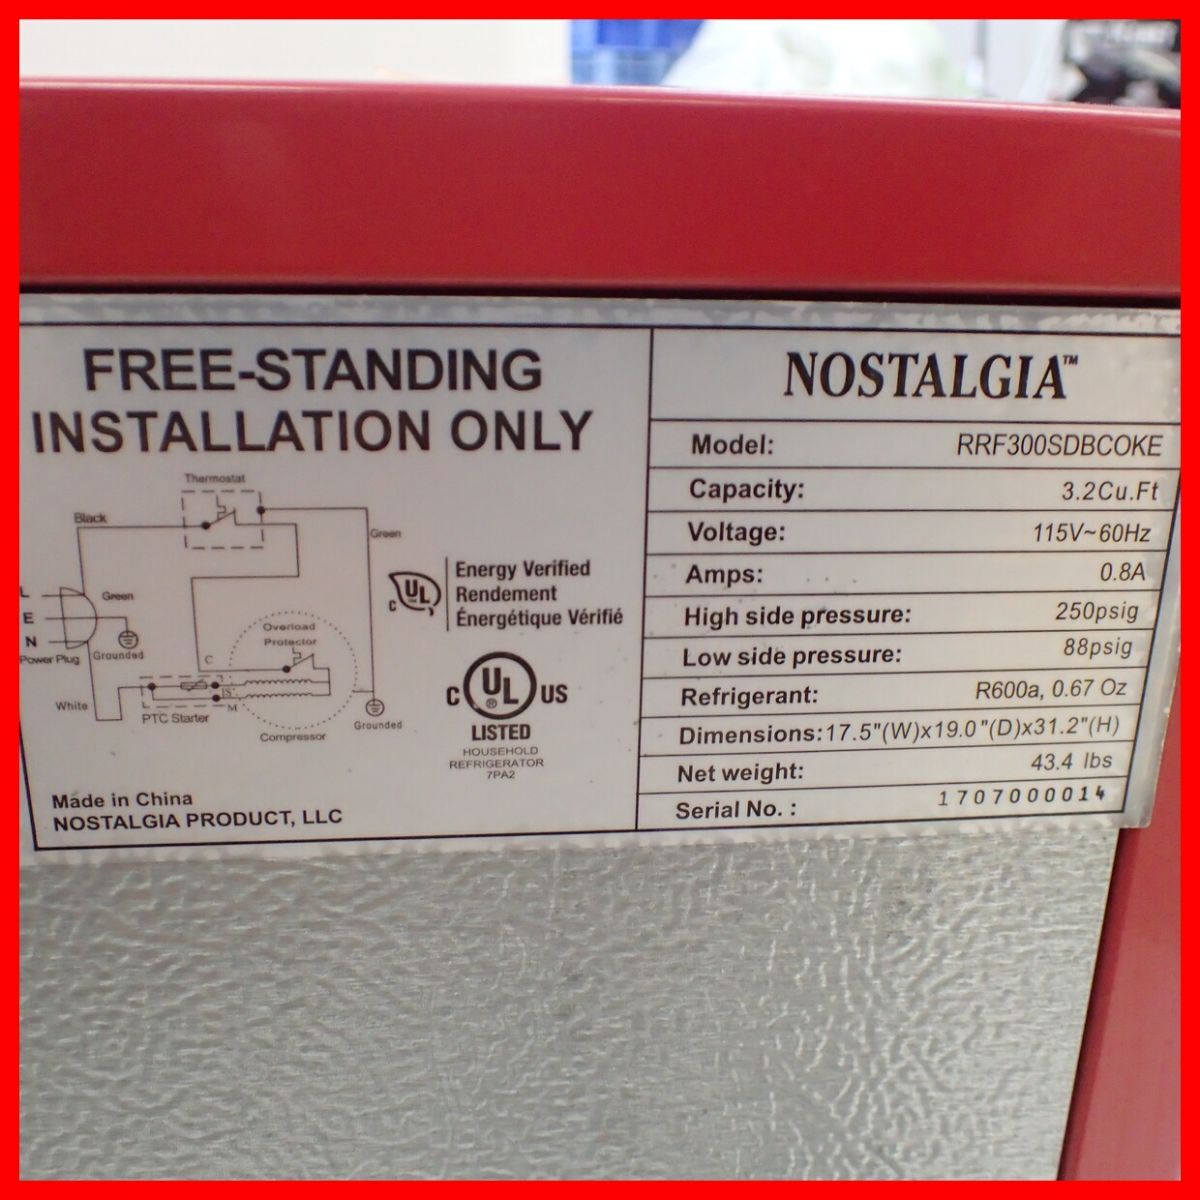 FREE-STANDING
INSTALLATION ONLY
Thermostat
Black
Green
L
Green
E
N
Power Plug
Grounded
Overload
Protector
C
White
PTC Starter
S
M
Compressor
Grounded
C UL
Energy Verified
Rendement
Énergétique Vérifié
C UL® US
LISTED
HOUSEHOLD
REFRIGERATOR
7PA2
Made in China
NOSTALGIA PRODUCT, LLC
NOSTALGIA™
Model: RRF300SDBCOKE
Capacity: 3.2Cu.Ft
Voltage: 115V~60Hz
Amps: 0.8A
High side pressure: 250psig
Low side pressure: 88psig
Refrigerant: R600a, 0.67 Oz
Dimensions:17.5"(W)x19.0"(D)x31.2"(H)
Net weight: 43.4 lbs
Serial No. : 1707000014